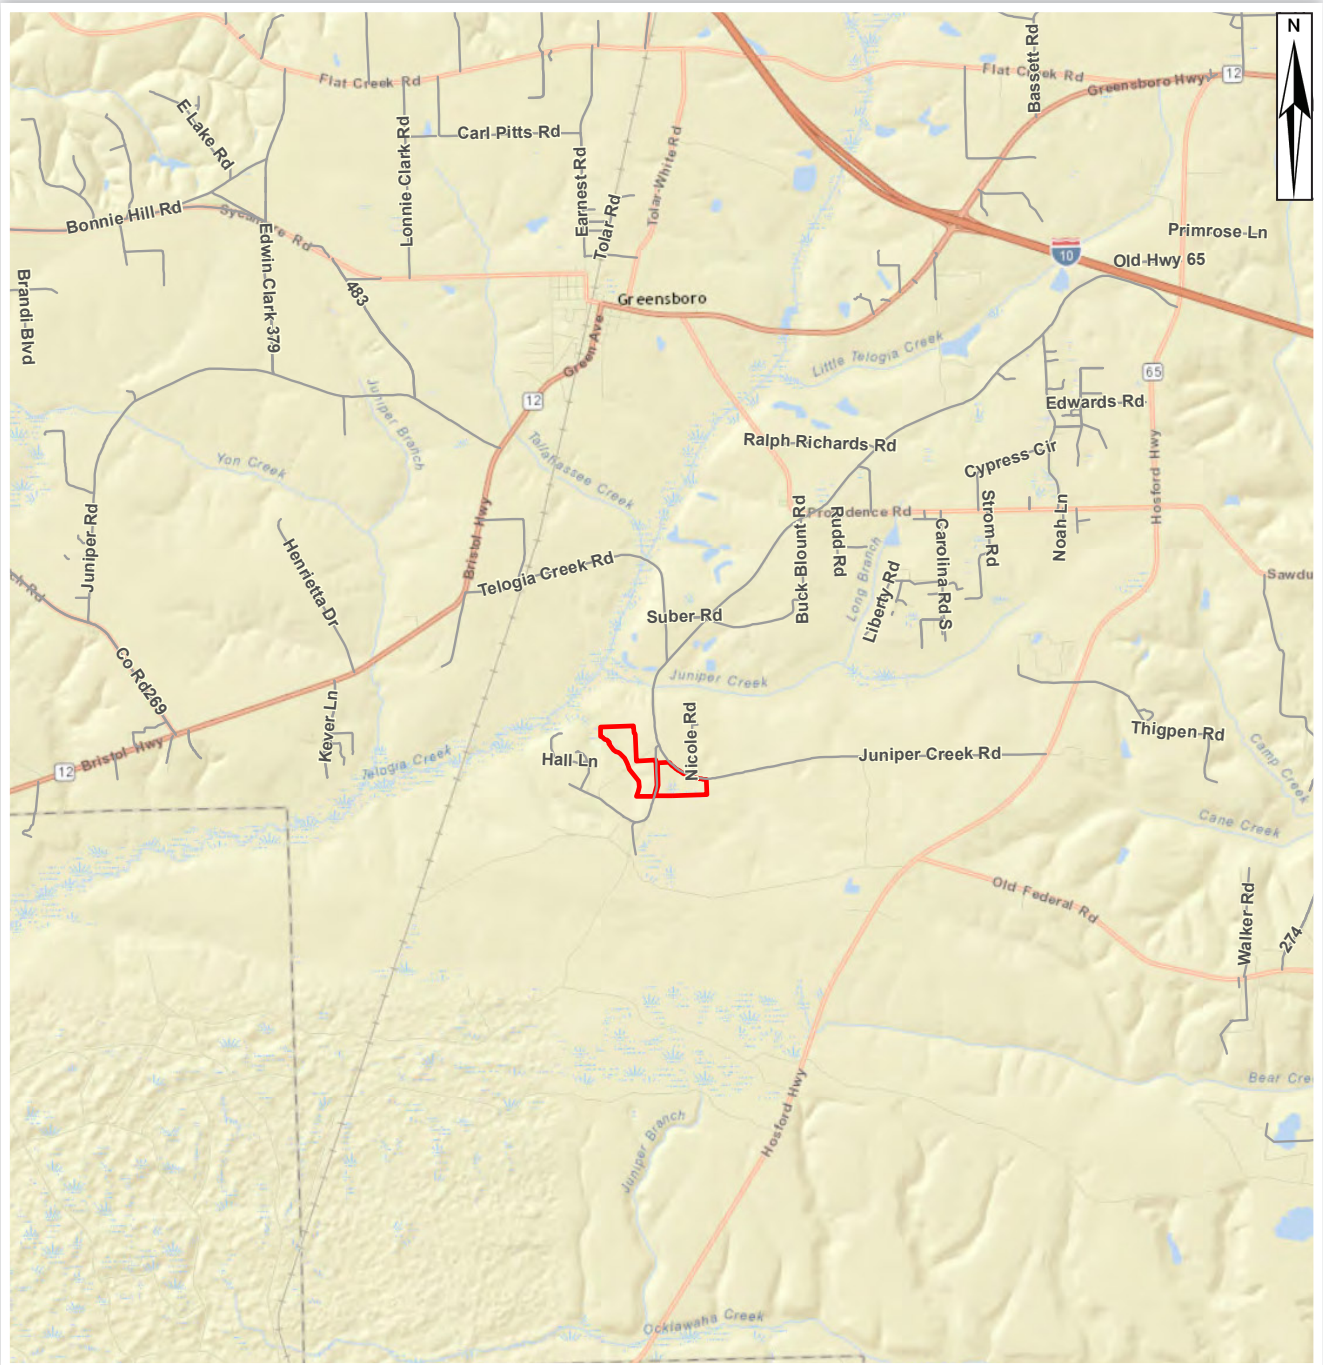 N
Flat Creek Rd
Bassett-Rd
Flat Creek Rd
12
Greensboro Hwy
E-Lake-Rd
Lonnie-Clark-Rd
Carl Pitts Rd
Earnest-Rd
Tolar-White Rd
Bonnie Hill Rd
Sycamore Rd
Tolar-Rd
Primrose Ln
Old-Hwy 65
10
Edwin-Clark-379
Brandi-Blvd
483
Greensboro
Green Ave
Little Telogia Creek
65
12
Juniper Branch
Edwards-Rd
Ralph-Richards-Rd
Cypress-Cir
Yon Creek
Tallahassee Creek
Hosford Hwy
Bristol Hwy
Juniper-Rd
Buck-Blount-Rd
Providence Rd
Rudd-Rd
Strom-Rd
Noah-Ln
Carolina-Rd-S
Long Branch
Liberty-Rd
Henrietta-Dr
Telogia Creek Rd
ch-Rd
Sawdu
Suber-Rd
Co-Rd269
Juniper Creek
Kever-Ln
Nicole-Rd
Thigpen-Rd
Bristol Hwy
12
Telogia Creek
Hall Ln
Juniper Creek Rd
Camp Creek
Cane Creek
Old Federal Rd
Walker-Rd
274
Hosford Hwy
Bear Cre
Juniper Branch
Ocklawaha Creek